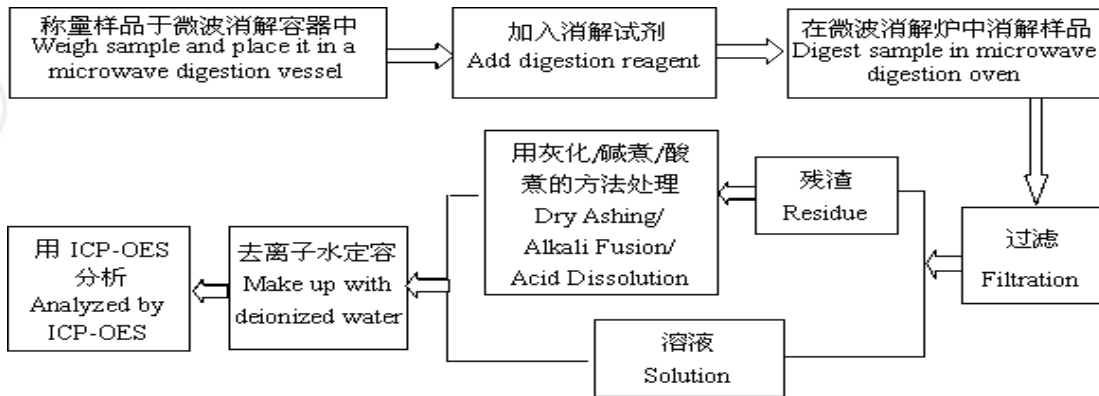 称量样品于微波消解容器中
Weigh sample and place it in a
microwave digestion vessel
加入消解试剂
Add digestion reagent
在微波消解炉中消解样品
Digest sample in microwave
digestion oven
过滤
Filtration
残渣
Residue
溶液
Solution
用灰化/碱煮/酸
煮的方法处理
Dry Ashing/
Alkali Fusion/
Acid Dissolution
去离子水定容
Make up with
deionized water
用 ICP-OES
分析
Analyzed by
ICP-OES